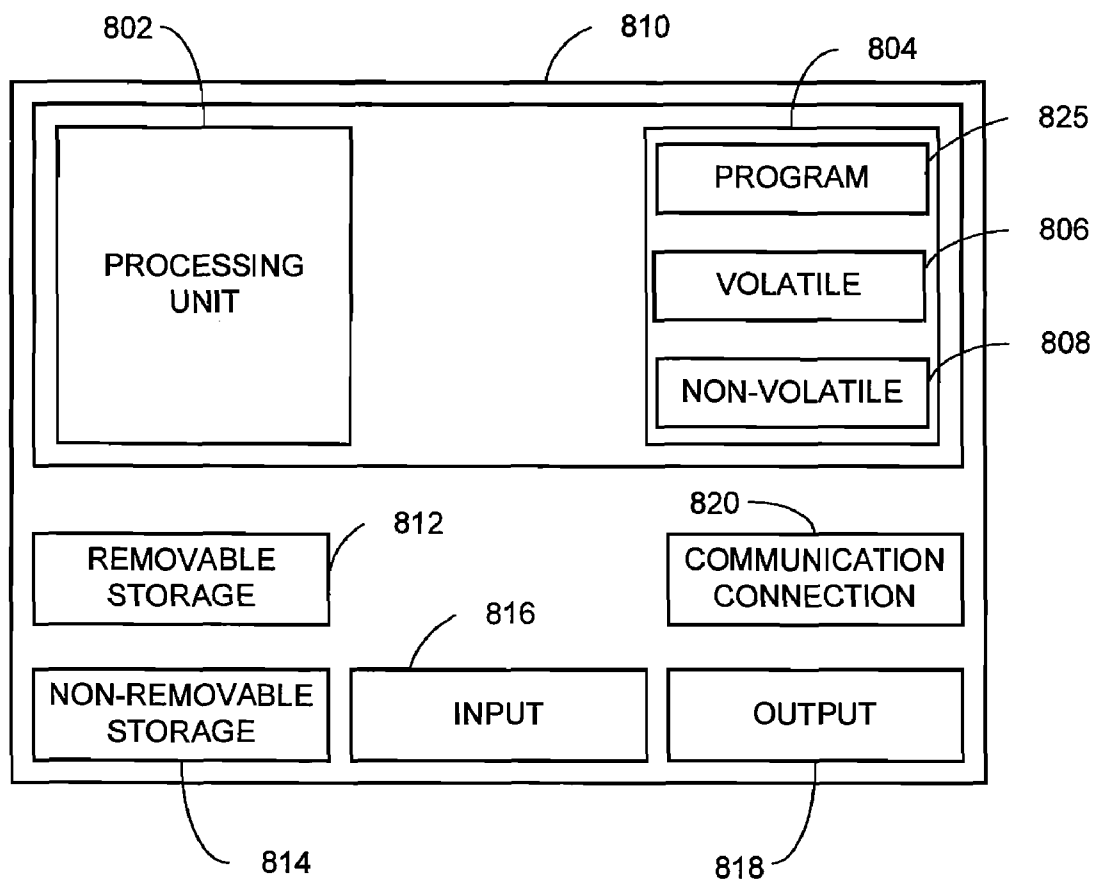 802
810
804
825
PROGRAM
806
PROCESSING
UNIT
VOLATILE
808
NON-VOLATILE
820
812
REMOVABLE
STORAGE
COMMUNICATION
CONNECTION
816
NON-REMOVABLE
STORAGE
INPUT
OUTPUT
814
818